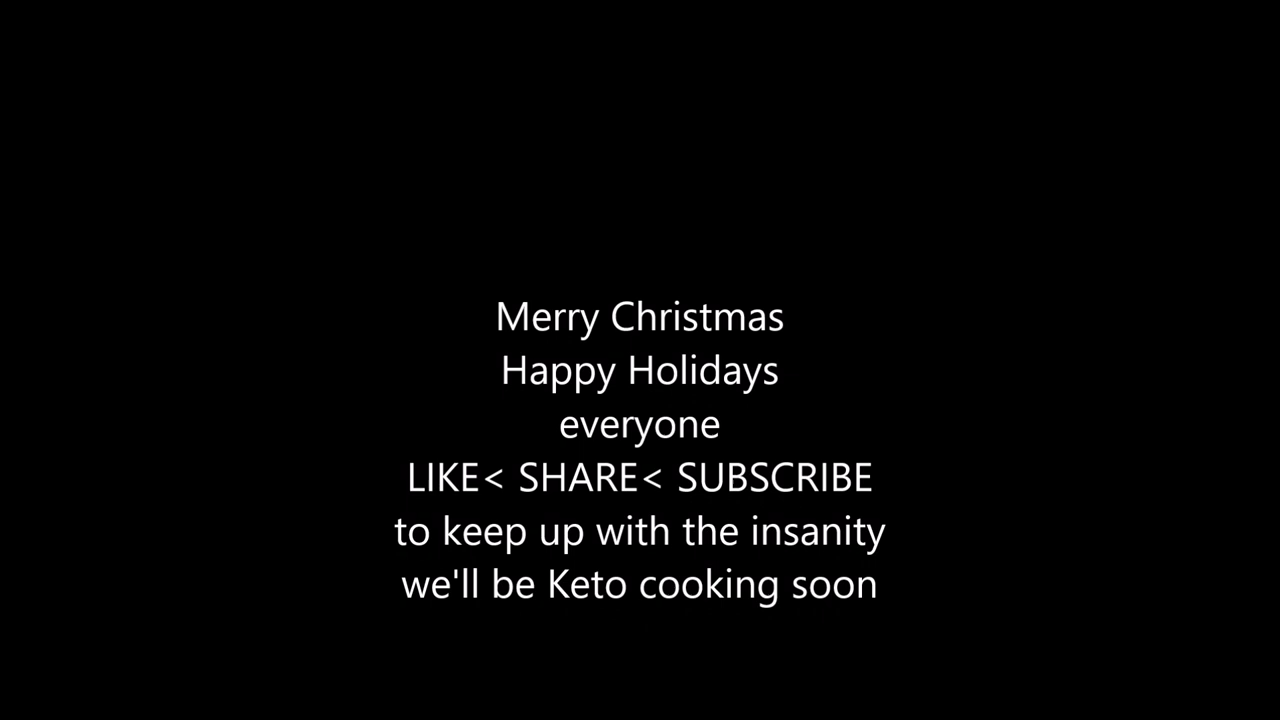 Merry Christmas
Happy Holidays
everyone
LIKE< SHARE< SUBSCRIBE
to keep up with the insanity
we'll be Keto cooking soon